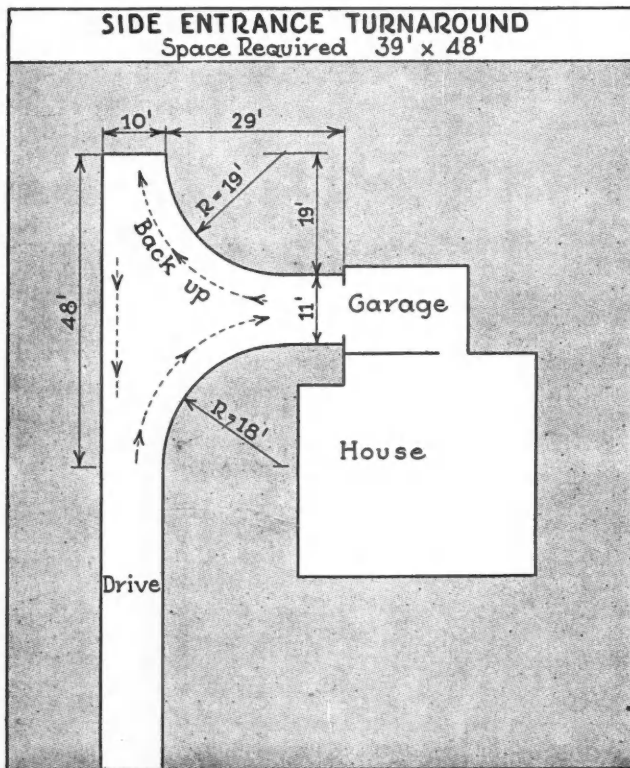 SIDE ENTRANCE TURNAROUND
Space Required 39' x 48'
10'
29'
R=19'
19'
Back up
48'
11'
Garage
R=18'
House
Drive